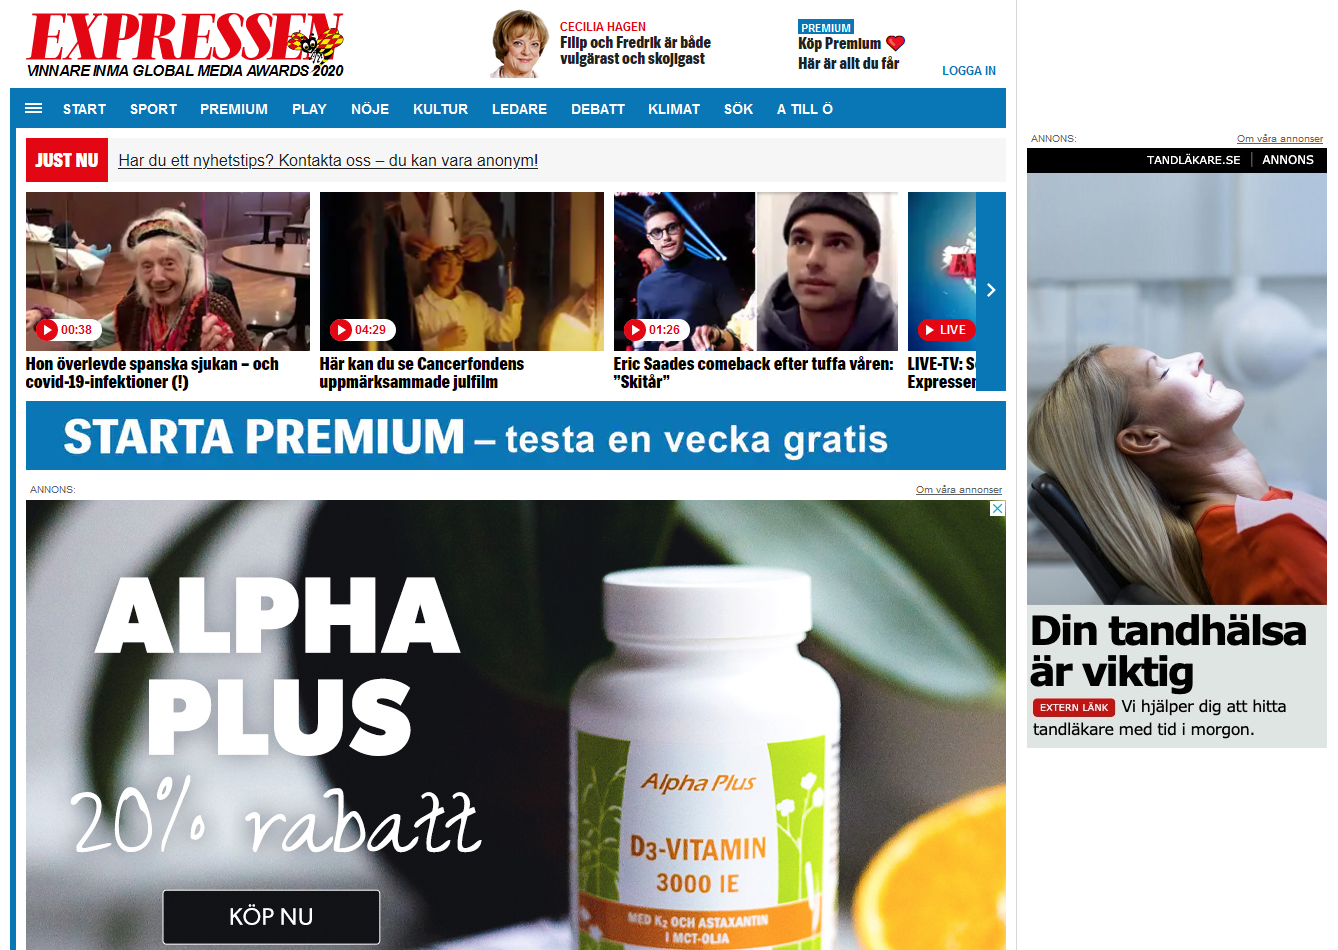 EXPRESSEN
VINNARE INMA GLOBAL MEDIA AWARDS 2020
CECILIA HAGEN
Filip och Fredrik är både
vulgärast och skojigast
PREMIUM
Köp Premium
Här är allt du får
LOGGA IN
START SPORT PREMIUM PLAY NÖJE KULTUR LEDARE DEBATT KLIMAT SÖK A TILL Ö
JUST NU
Har du ett nyhetstips? Kontakta oss – du kan vara anonym!
00:38
Hon överlevde spanska sjukan – och
covid-19-infektioner (!)
04:29
Här kan du se Cancerfondens
uppmärksammade julfilm
01:26
Eric Saades comeback efter tuffa våren:
”Skitår”
LIVE
LIVE-TV: S
Expressen
STARTA PREMIUM – testa en vecka gratis
ANNONS:
Om våra annonser
ALPHA
PLUS
20% rabatt
KÖP NU
Alpha Plus
D3-VITAMIN
3000 IE
MED K2 OCH ASTAXANTIN
I MCT-OLJA
ANNONS:
Om våra annonser
TANDLÄKARE.SE | ANNONS
Din tandhälsa
är viktig
EXTERN LÄNK Vi hjälper dig att hitta
tandläkare med tid i morgon.